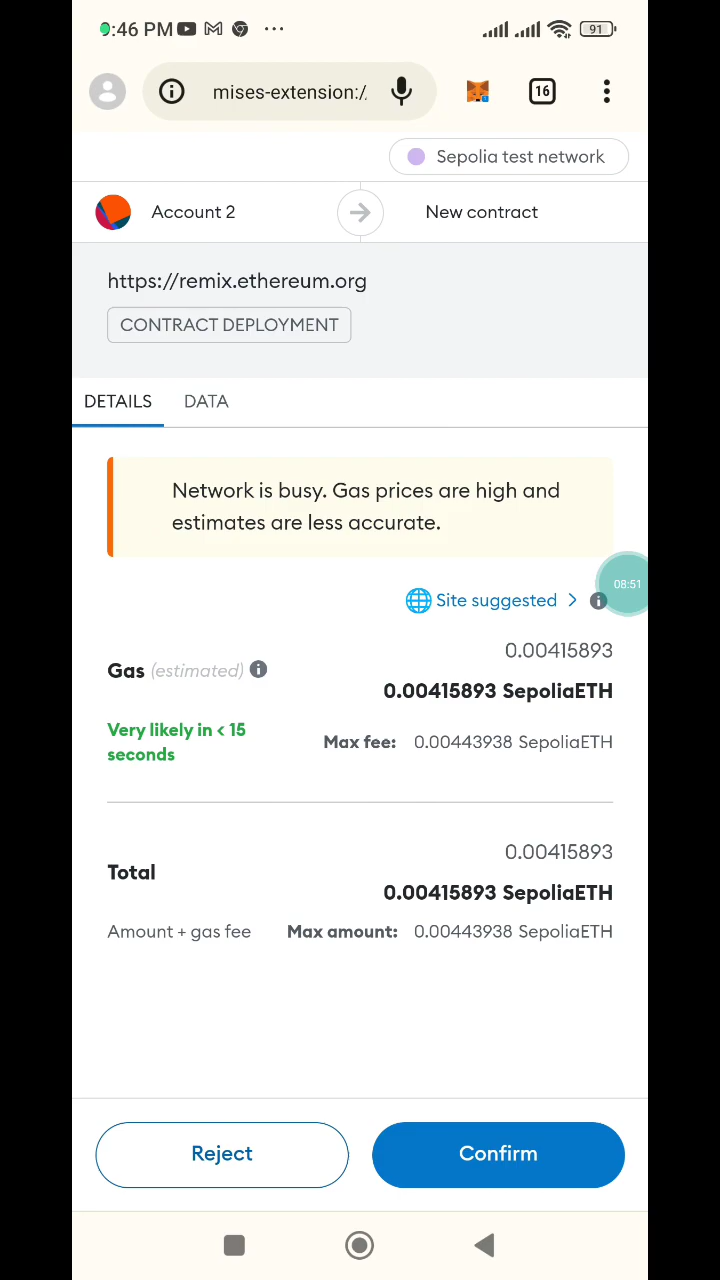 9:46 PM
91
mises-extension:/
16
Sepolia test network
Account 2
New contract
https://remix.ethereum.org
CONTRACT DEPLOYMENT
DETAILS
DATA
Network is busy. Gas prices are high and
estimates are less accurate.
08:51
Site suggested >
0.00415893
Gas (estimated)
0.00415893 SepoliaETH
Very likely in < 15
seconds
Max fee: 0.00443938 SepoliaETH
0.00415893
Total
0.00415893 SepoliaETH
Amount + gas fee
Max amount: 0.00443938 SepoliaETH
Reject
Confirm